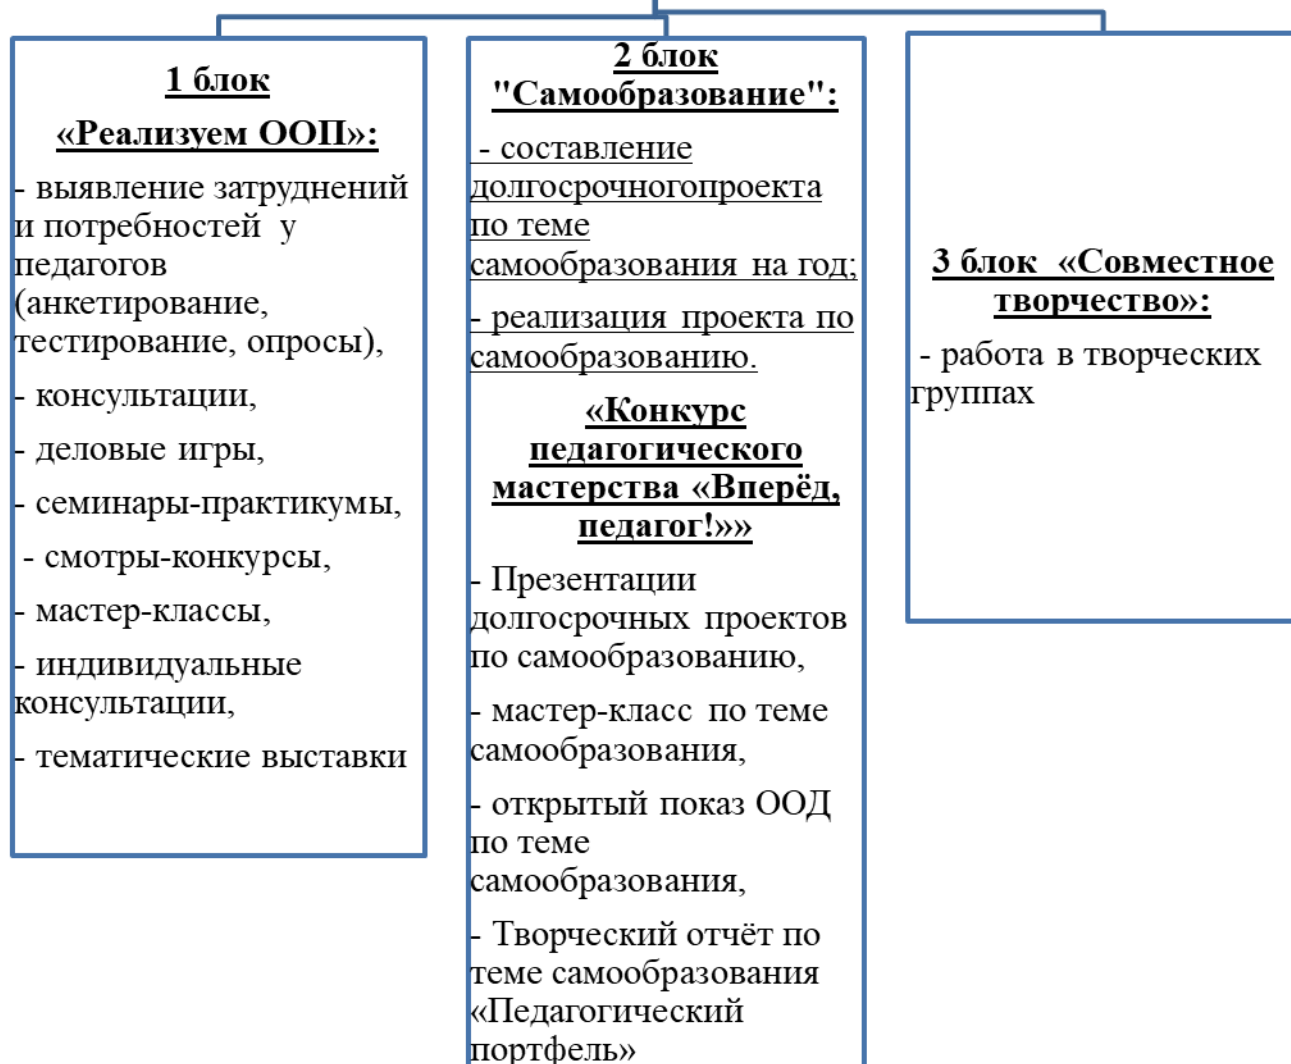 1 блок
«Реализуем ООП»:
- выявление затруднений
и потребностей у
педагогов
(анкетирование,
тестирование, опросы),
- консультации,
- деловые игры,
- семинары-практикумы,
- смотры-конкурсы,
- мастер-классы,
- индивидуальные
консультации,
- тематические выставки
2 блок
"Самообразование":
- составление
долгосрочногопроекта
по теме
самообразования на год;
- реализация проекта по
самообразованию.
«Конкурс
педагогического
мастерства «Вперёд,
педагог!»»
- Презентации
долгосрочных проектов
по самообразованию,
- мастер-класс по теме
самообразования,
- открытый показ ООД
по теме
самообразования,
- Творческий отчёт по
теме самообразования
«Педагогический
портфель»
3 блок «Совместное
творчество»:
- работа в творческих
группах